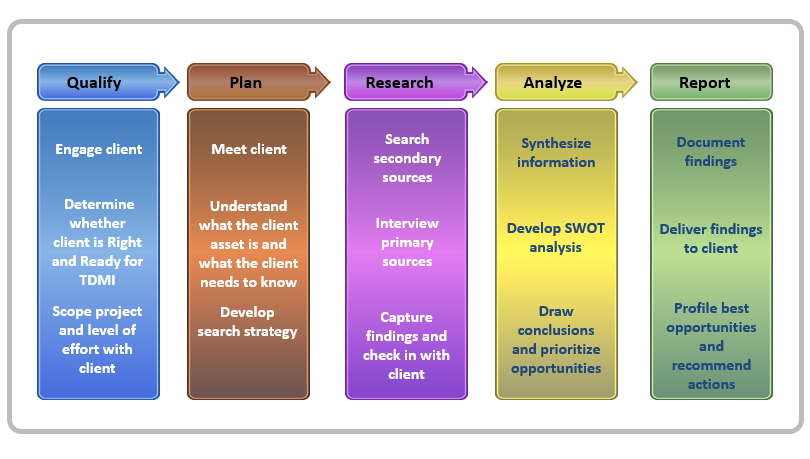 Qualify
Plan
Research
Analyze
Report
Engage client
Determine
whether
client is Right
and Ready for
TDMI
Scope project
and level of
effort with
client
Meet client
Understand
what the client
asset is and
what the client
needs to know
Develop
search strategy
Search
secondary
sources
Interview
primary
sources
Capture
findings and
check in with
client
Synthesize
information
Develop SWOT
analysis
Draw
conclusions
and prioritize
opportunities
Document
findings
Deliver findings
to client
Profile best
opportunities
and
recommend
actions